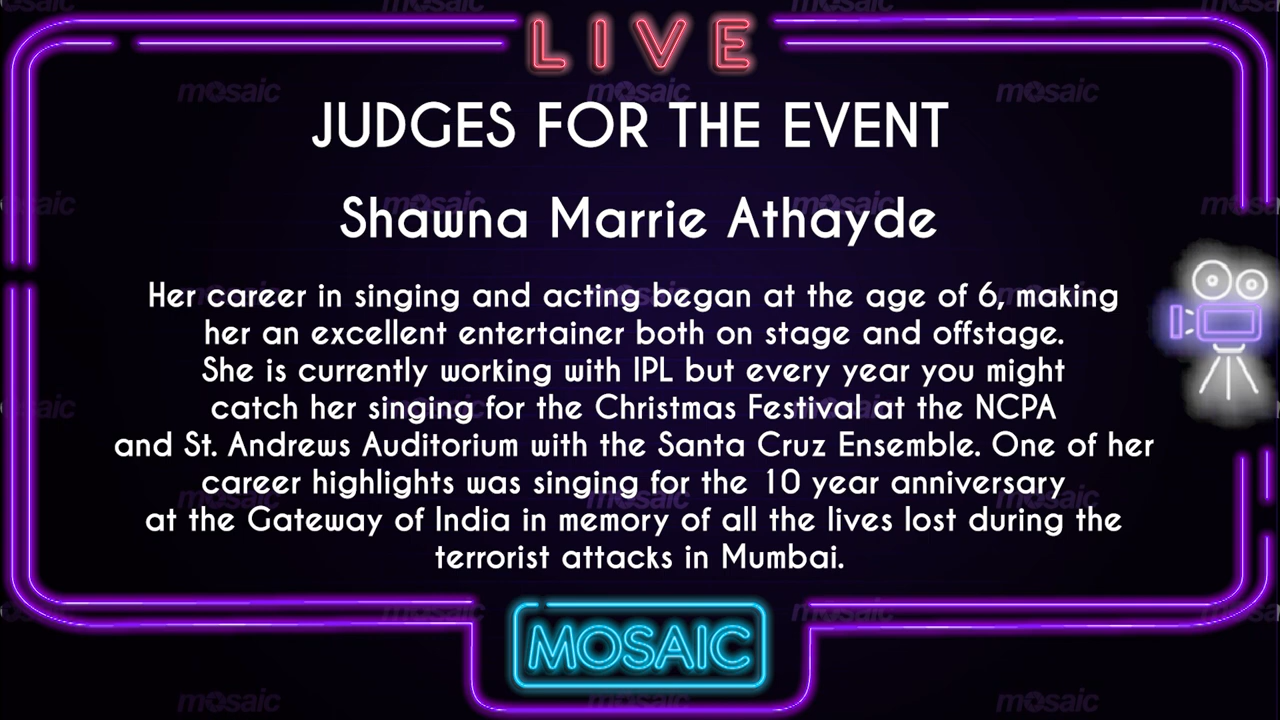 LIVE
JUDGES FOR THE EVENT
Shawna Marrie Athayde
Her career in singing and acting began at the age of 6, making
her an excellent entertainer both on stage and offstage.
She is currently working with IPL but every year you might
catch her singing for the Christmas Festival at the NCPA
and St. Andrews Auditorium with the Santa Cruz Ensemble. One of her
career highlights was singing for the 10 year anniversary
at the Gateway of India in memory of all the lives lost during the
terrorist attacks in Mumbai.
MOSAIC